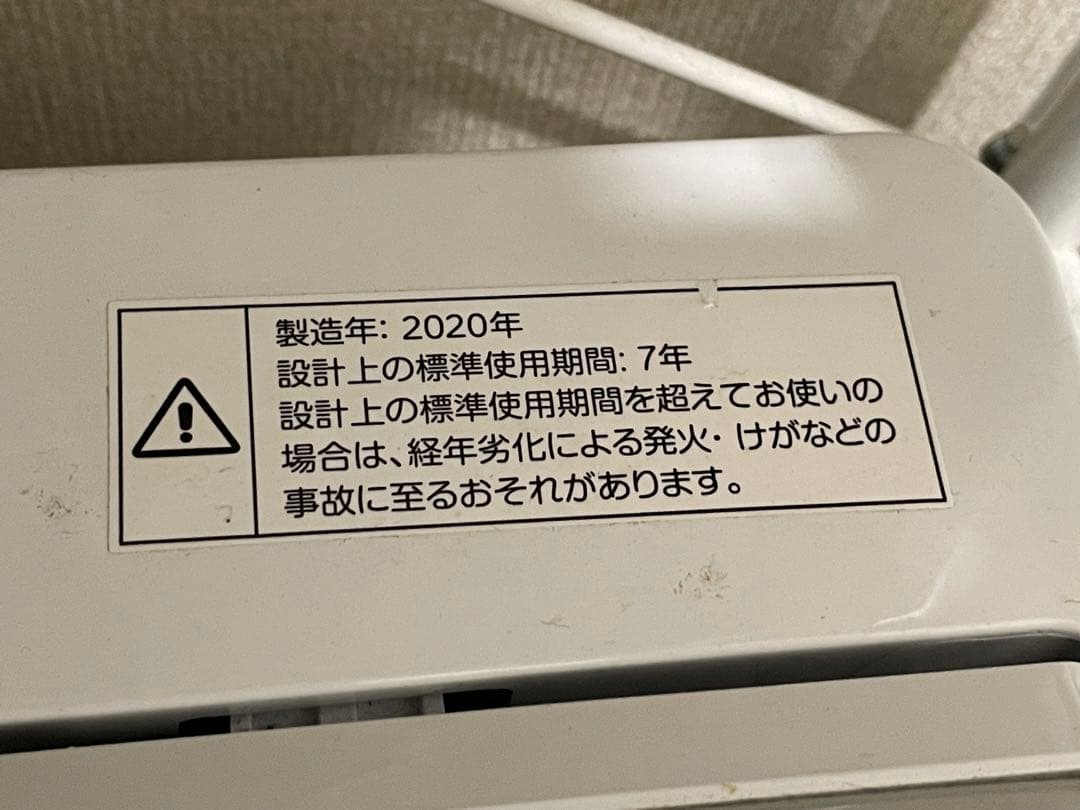 製造年: 2020年
設計上の標準使用期間: 7年
設計上の標準使用期間を超えてお使いの
場合は、経年劣化による発火・けがなどの
事故に至るおそれがあります。